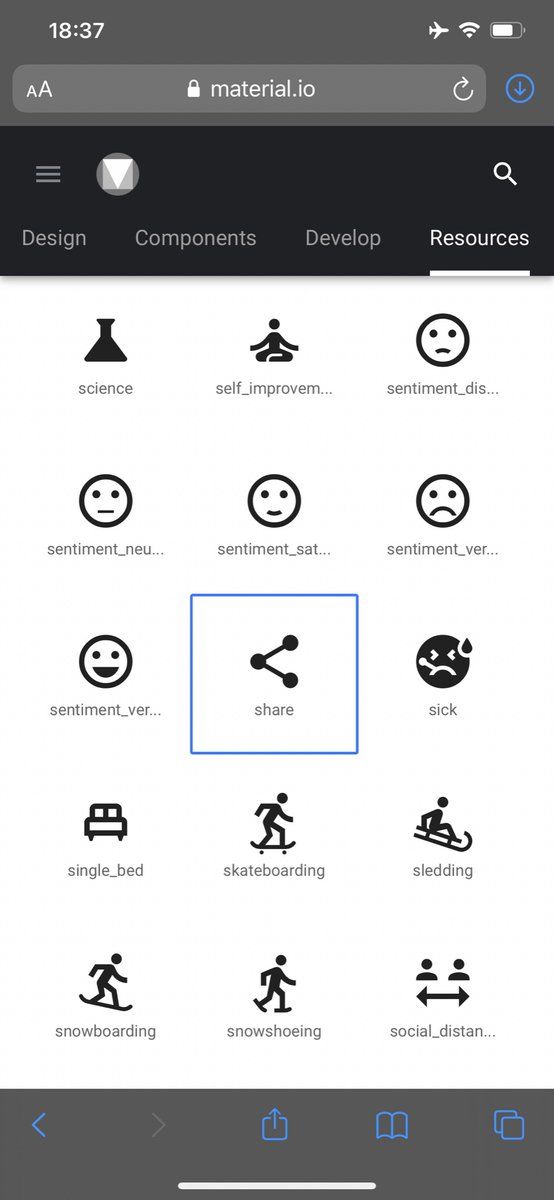 18:37
AA
material.io
Design Components Develop Resources
science self_improvem... sentiment_dis...
sentiment_neu... sentiment_sat... sentiment_ver...
sentiment_ver... share sick
single_bed skateboarding sledding
snowboarding snowshoeing social_distan...